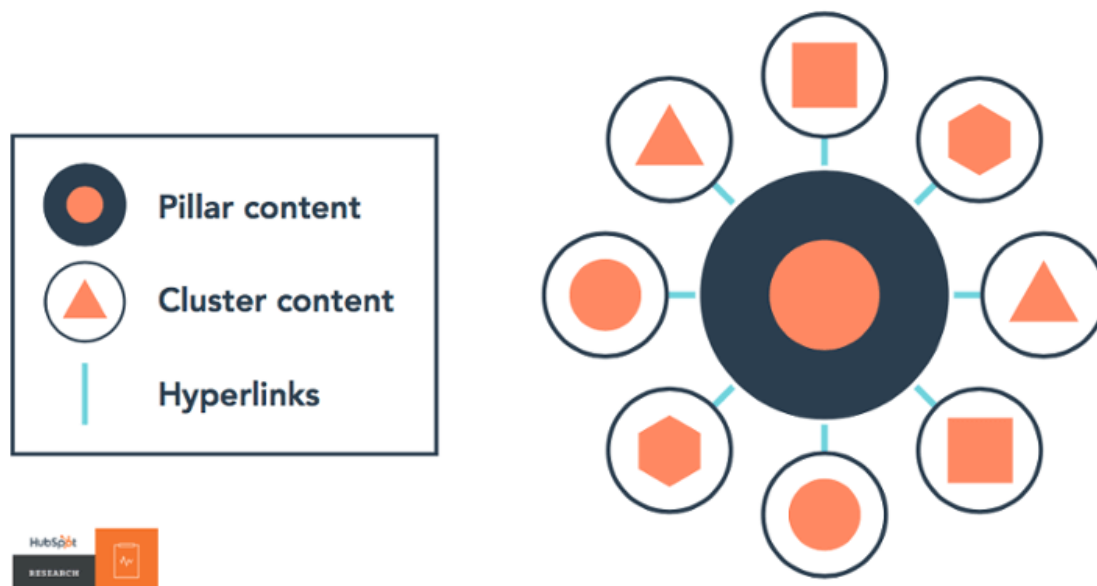 Pillar content
Cluster content
Hyperlinks
HubSpot
RESEARCH